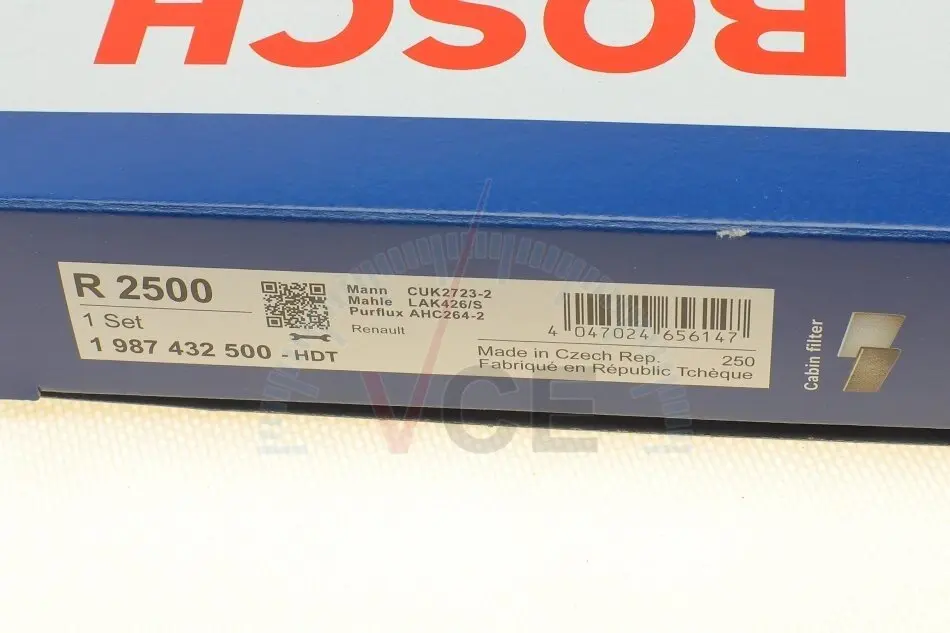 BOSCH
R 2500
1 Set
1 987 432 500 - HDT
Mann CUK2723-2
Mahle LAK426/S
Purflux AHC264-2
Renault
4 047024 656147
Made in Czech Rep. 250
Fabriqué en Républic Tchèque
Cabin filter
VCE